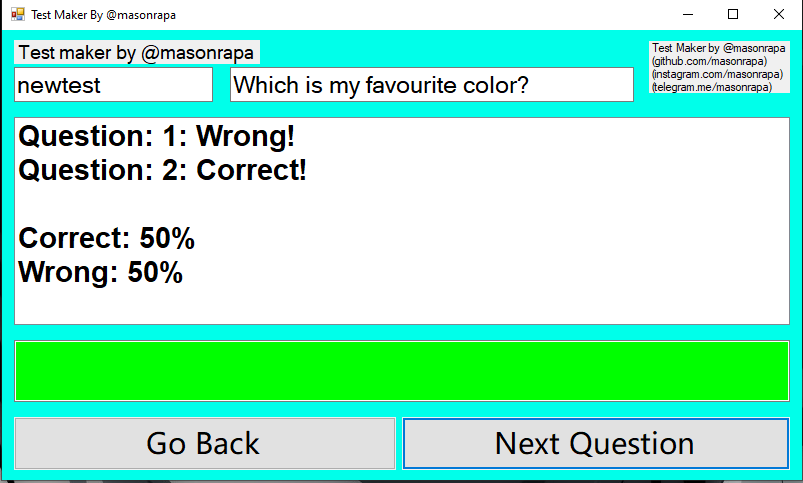 Test Maker By @masonrapa
Test maker by @masonrapa
Test Maker by @masonrapa
(github.com/masonrapa)
(instagram.com/masonrapa)
(telegram.me/masonrapa)
newtest
Which is my favourite color?
Question: 1: Wrong!
Question: 2: Correct!
Correct: 50%
Wrong: 50%
Go Back
Next Question